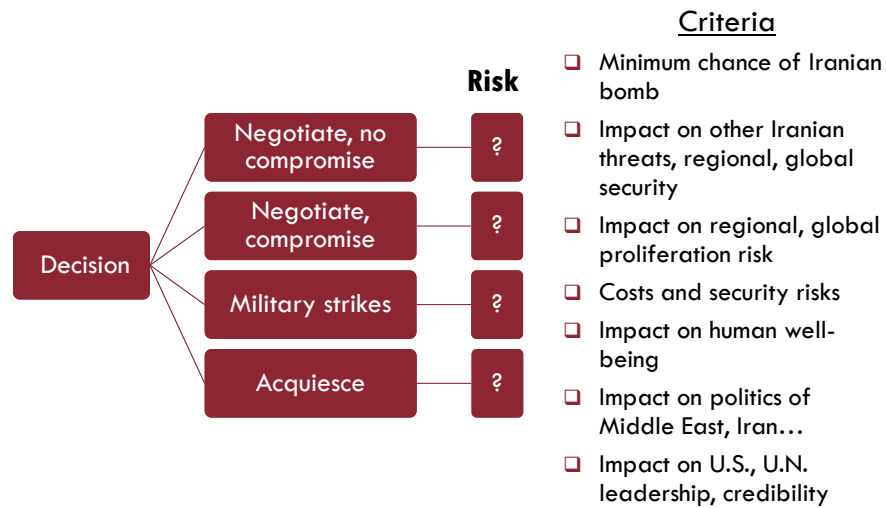 Criteria
Risk
Decision
Negotiate, no
compromise
?
Negotiate,
compromise
?
Military strikes
?
Acquiesce
?
Minimum chance of Iranian
bomb
Impact on other Iranian
threats, regional, global
security
Impact on regional, global
proliferation risk
Costs and security risks
Impact on human well-
being
Impact on politics of
Middle East, Iran…
Impact on U.S., U.N.
leadership, credibility